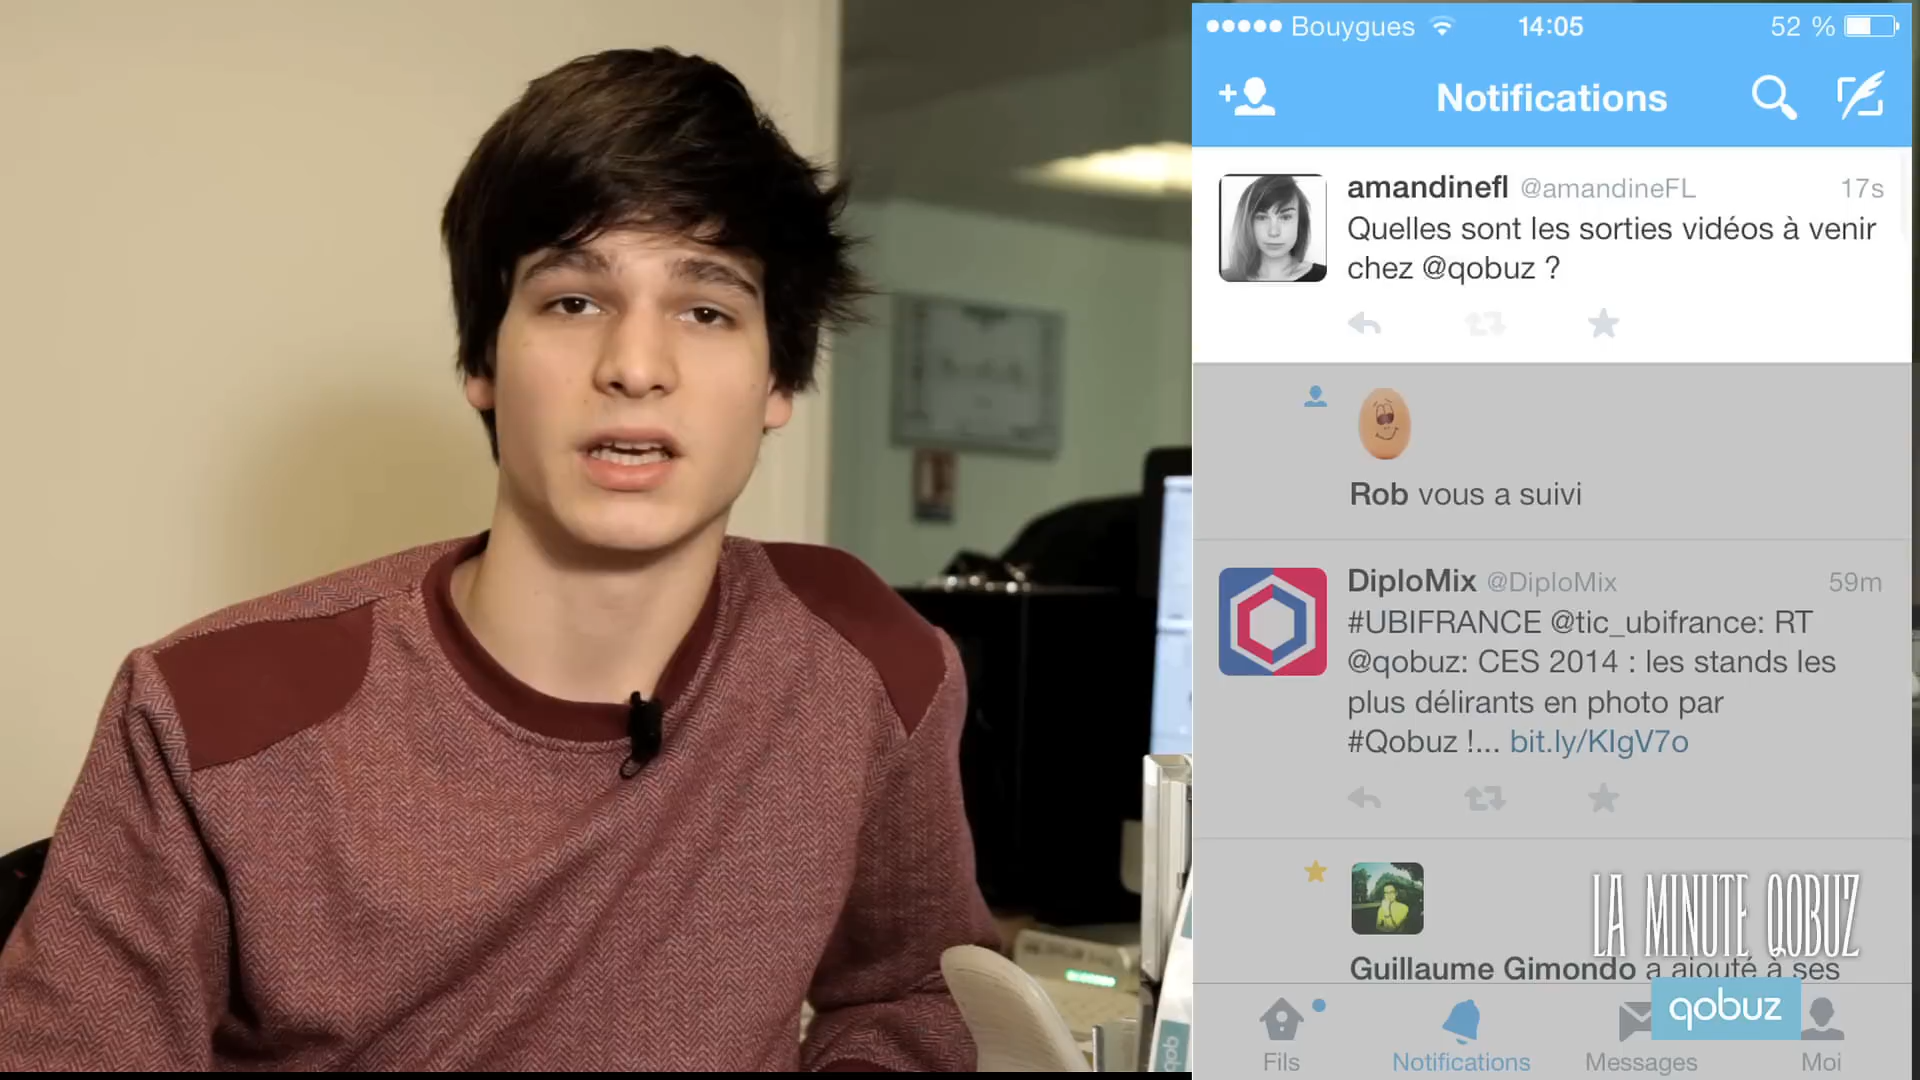 Bouygues 14:05 52 %
Notifications
amandinefl @amandineFL 17s
Quelles sont les sorties vidéos à venir
chez @qobuz ?
Rob vous a suivi
DiploMix @DiploMix 59m
#UBIFRANCE @tic_ubifrance: RT
@qobuz: CES 2014 : les stands les
plus délirants en photo par
#Qobuz !... bit.ly/KIgV7o
LA MINUTE QOBUZ
Guillaume Gimondo a ajouté à ses
qobuz
Fils Notifications Messages Moi
qob